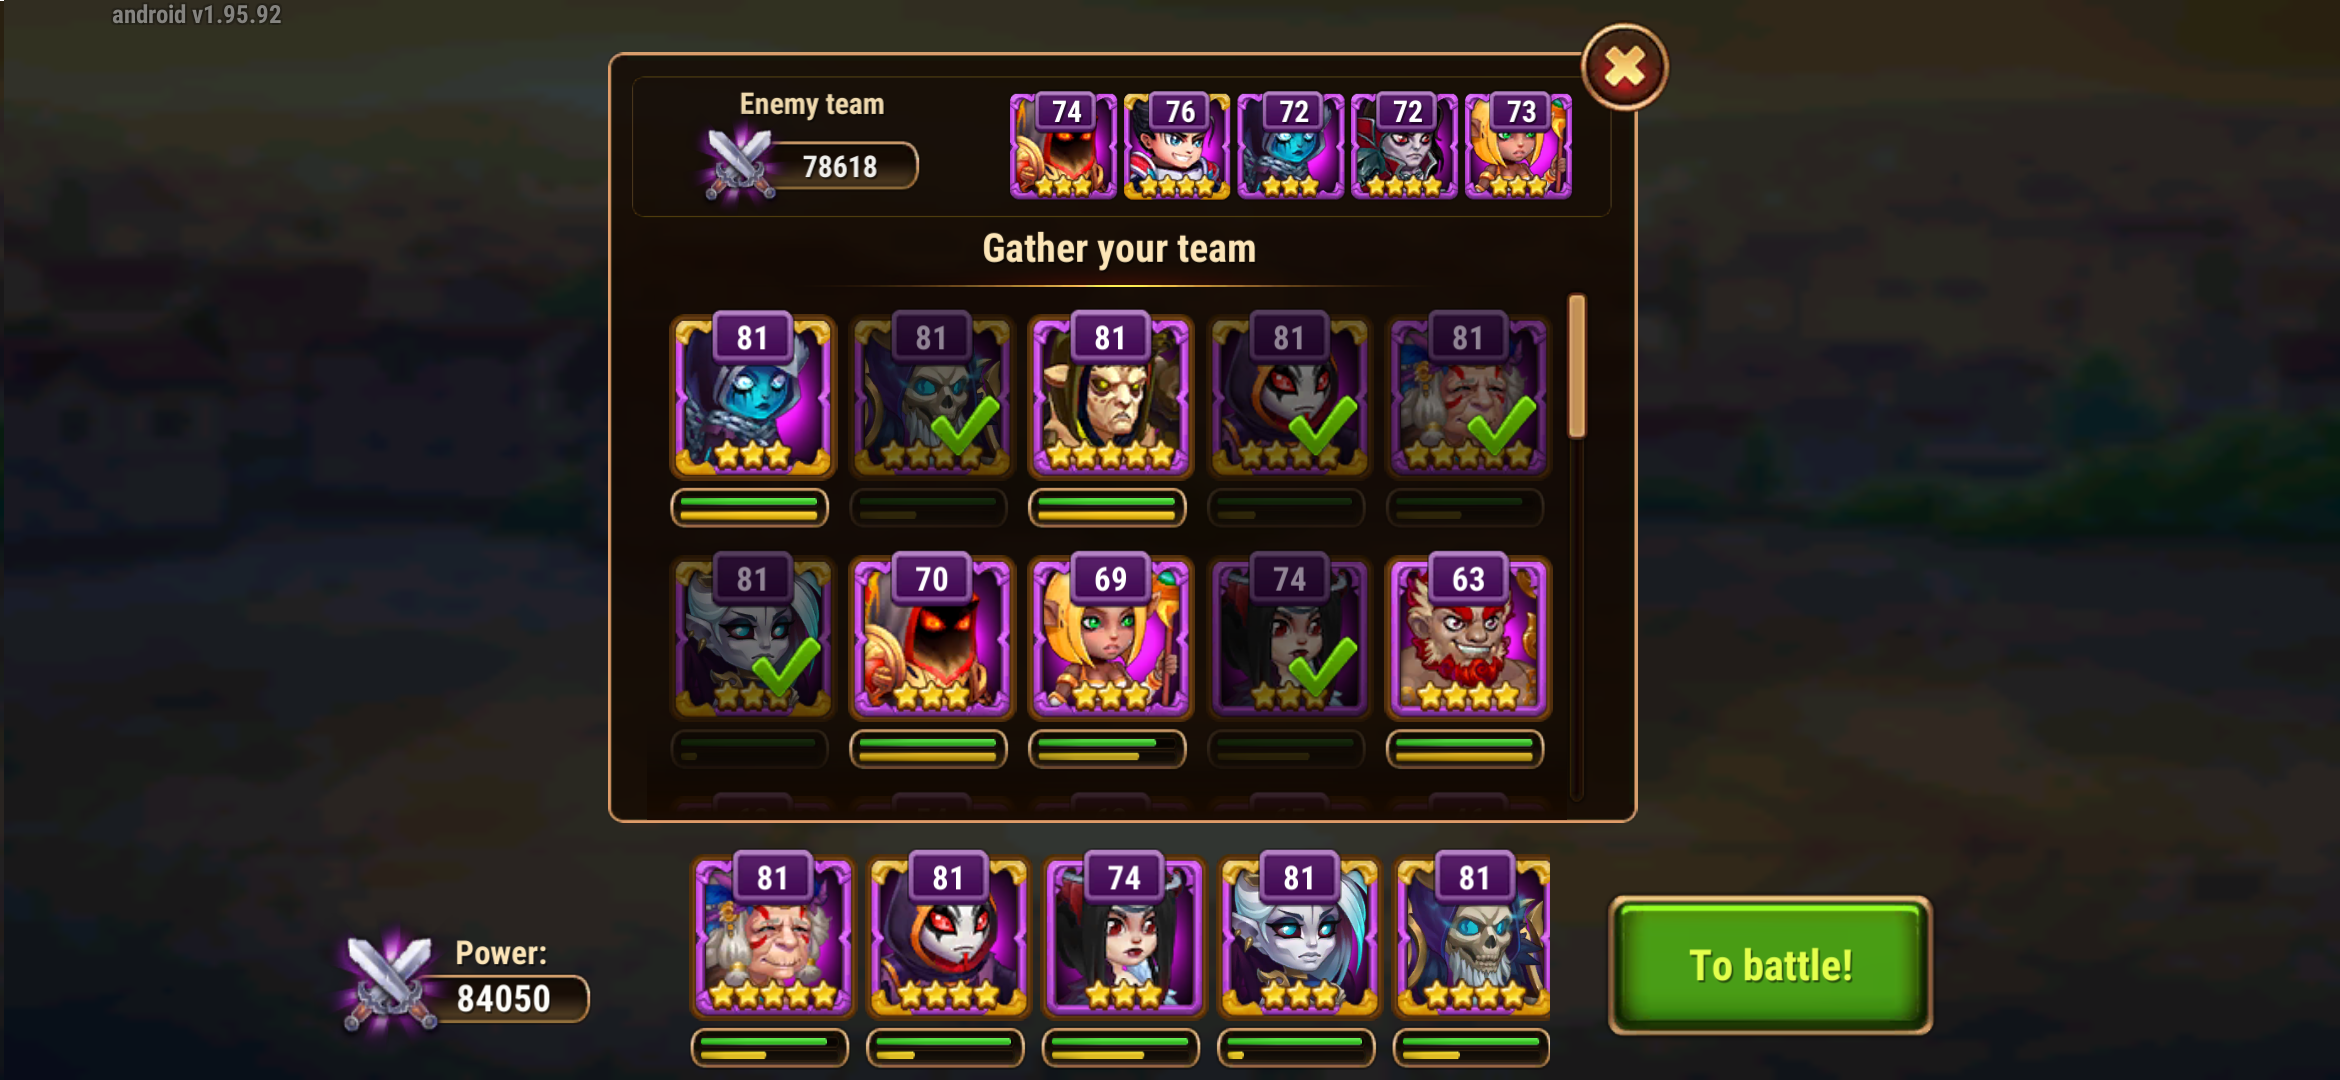 android v1.95.92
Enemy team
78618
74 76 72 72 73
Gather your team
81 81 81 81 81
81 70 69 74 63
81 81 74 81 81
Power:
84050
To battle!